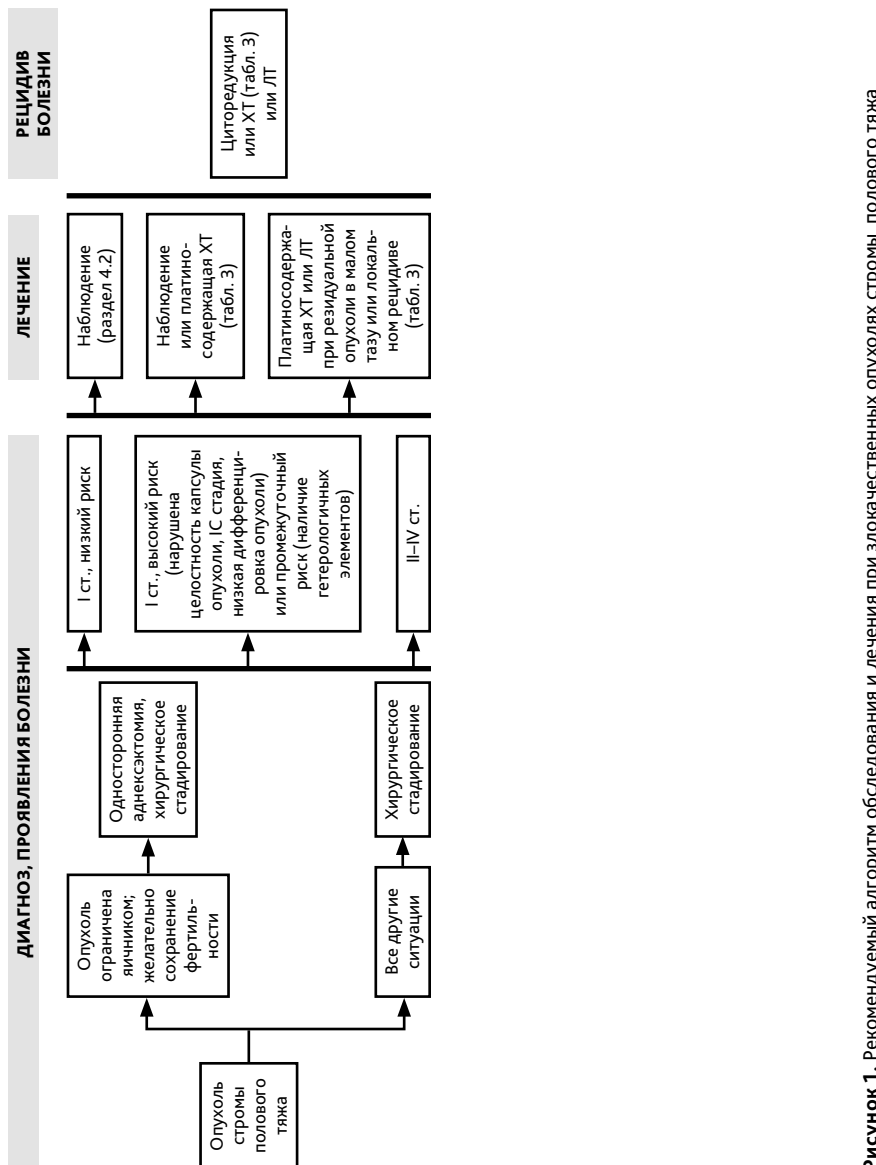 ДИАГНОЗ, ПРОЯВЛЕНИЯ БОЛЕЗНИ
ЛЕЧЕНИЕ
РЕЦИДИВ
БОЛЕЗНИ
Опухоль
стромы
полового
тяжа
Опухоль
ограничена
яичником;
желательно
сохранение
фертиль-
ности
Все другие
ситуации
Односторонняя
аднексэктомия,
хирургическое
стадирование
Хирургическое
стадирование
I ст., низкий риск
I ст., высокий риск
(нарушена
целостность капсулы
опухоли, IC стадия,
низкая дифференци-
ровка опухоли)
или промежуточный
риск (наличие
гетерологичных
элементов)
II–IV ст.
Наблюдение
(раздел 4.2)
Наблюдение
или платино-
содержащая ХТ
(табл. 3)
Платиносодержа-
щая ХТ или ЛТ
при резидуальной
опухоли в малом
тазу или локаль-
ном рецидиве
(табл. 3)
Циторедукция
или ХТ (табл. 3)
или ЛТ
Рисунок 1. Рекомендуемый алгоритм обследования и лечения при злокачественных опухолях стромы полового тяжа